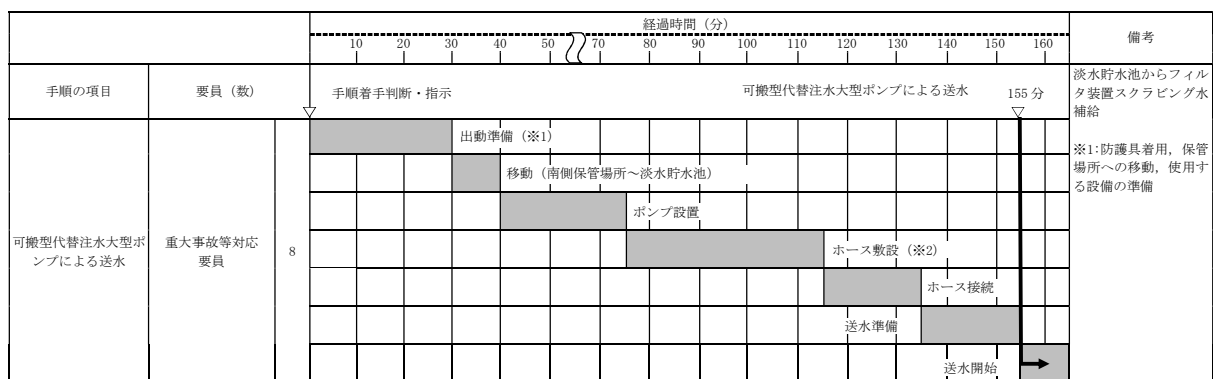 経過時間（分）
備考
10 20 30 40 50 70 80 90 100 110 120 130 140 150 160
手順の項目
要員（数）
手順着手判断・指示
可搬型代替注水大型ポンプによる送水
155 分
淡水貯水池からフィル
タ装置スクラビング水
補給
※1:防護具着用，保管
場所への移動，使用す
る設備の準備
可搬型代替注水大型ポ
ンプによる送水
重大事故等対応
要員
8
出動準備（※1）
移動（南側保管場所～淡水貯水池）
ポンプ設置
ホース敷設（※2）
ホース接続
送水準備
送水開始